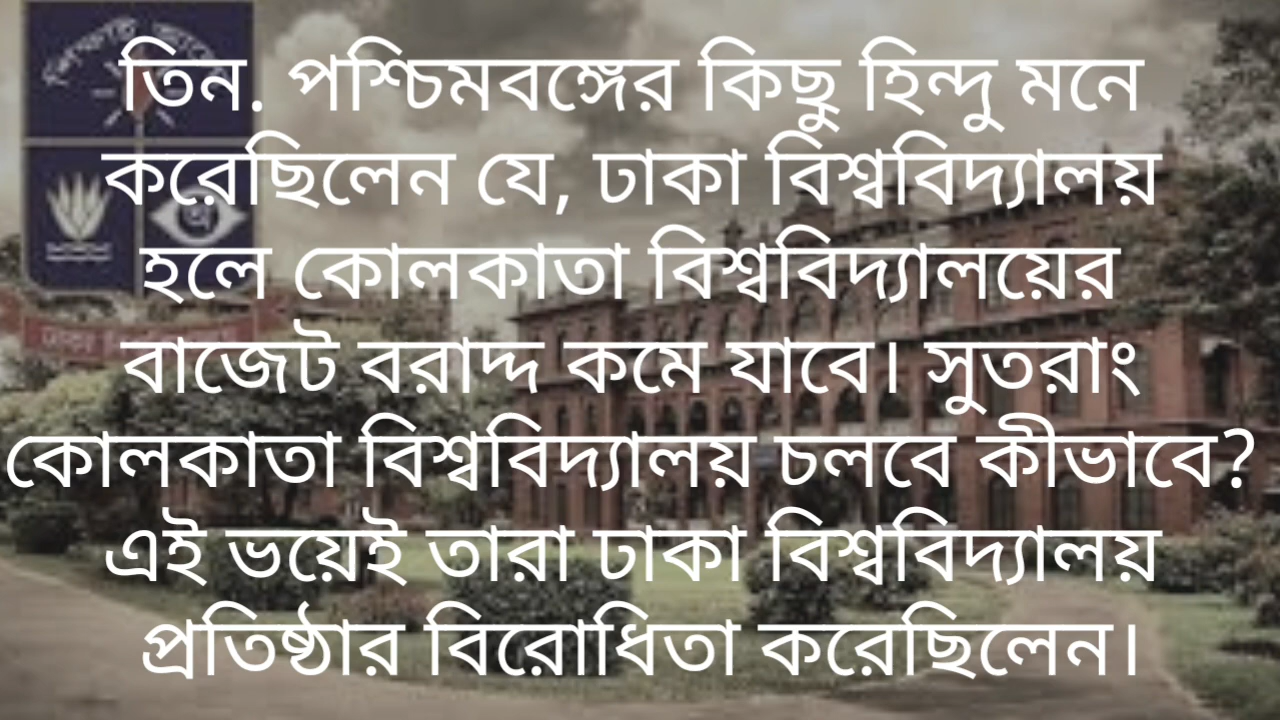 তিন. পশ্চিমবঙ্গের কিছু হিন্দু মনে
করেছিলেন যে, ঢাকা বিশ্ববিদ্যালয়
হলে কোলকাতা বিশ্ববিদ্যালয়ের
বাজেট বরাদ্দ কমে যাবে। সুতরাং
কোলকাতা বিশ্ববিদ্যালয় চলবে কীভাবে?
এই ভয়েই তারা ঢাকা বিশ্ববিদ্যালয়
প্রতিষ্ঠার বিরোধিতা করেছিলেন।